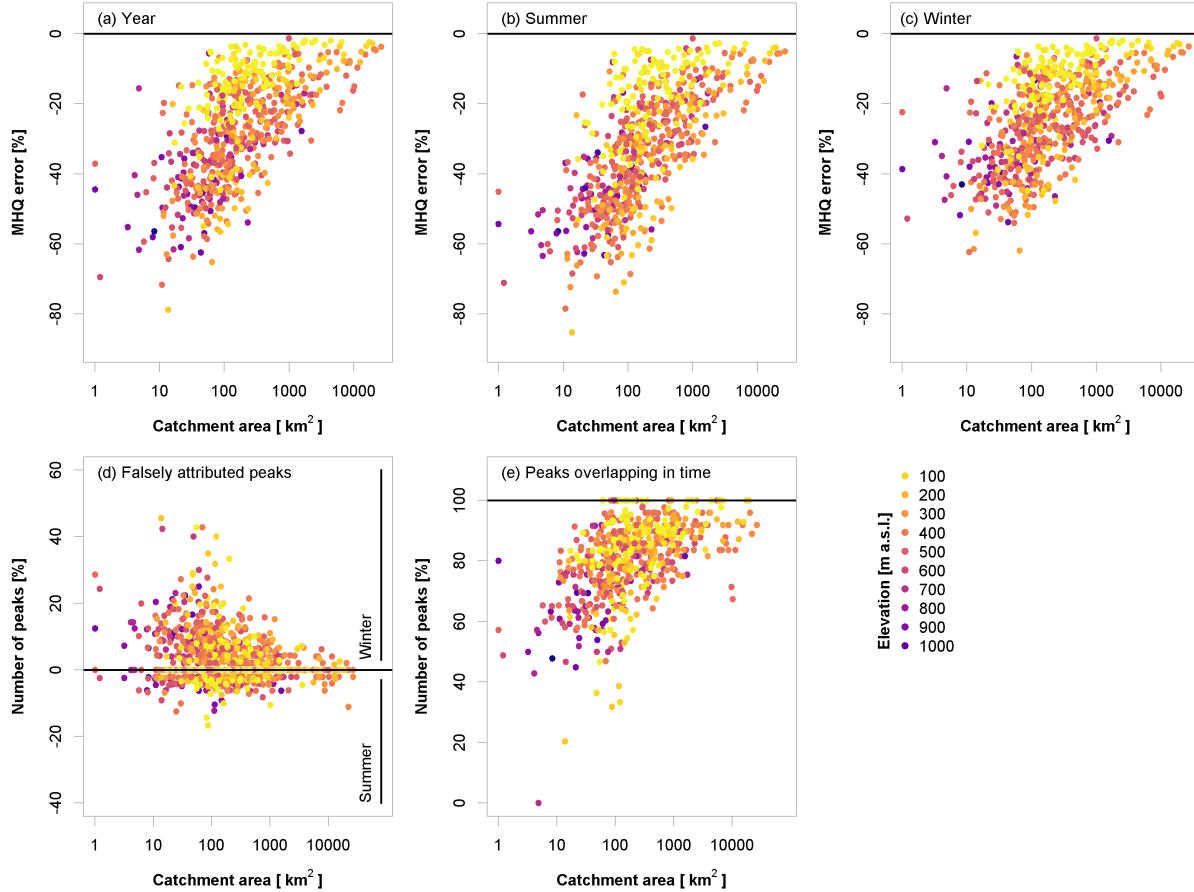 (a) Year
MHQ error [%]
0
-20
-40
-60
-80
1 10 100 1000 10000
Catchment area [ km² ]
(b) Summer
MHQ error [%]
0
-20
-40
-60
-80
1 10 100 1000 10000
Catchment area [ km² ]
(c) Winter
MHQ error [%]
0
-20
-40
-60
-80
1 10 100 1000 10000
Catchment area [ km² ]
(d) Falsely attributed peaks
Number of peaks [%]
60
40
20
0
-20
-40
Winter
Summer
1 10 100 1000 10000
Catchment area [ km² ]
(e) Peaks overlapping in time
Number of peaks [%]
100
80
60
40
20
0
1 10 100 1000 10000
Catchment area [ km² ]
Elevation [m a.s.l.]
100
200
300
400
500
600
700
800
900
1000